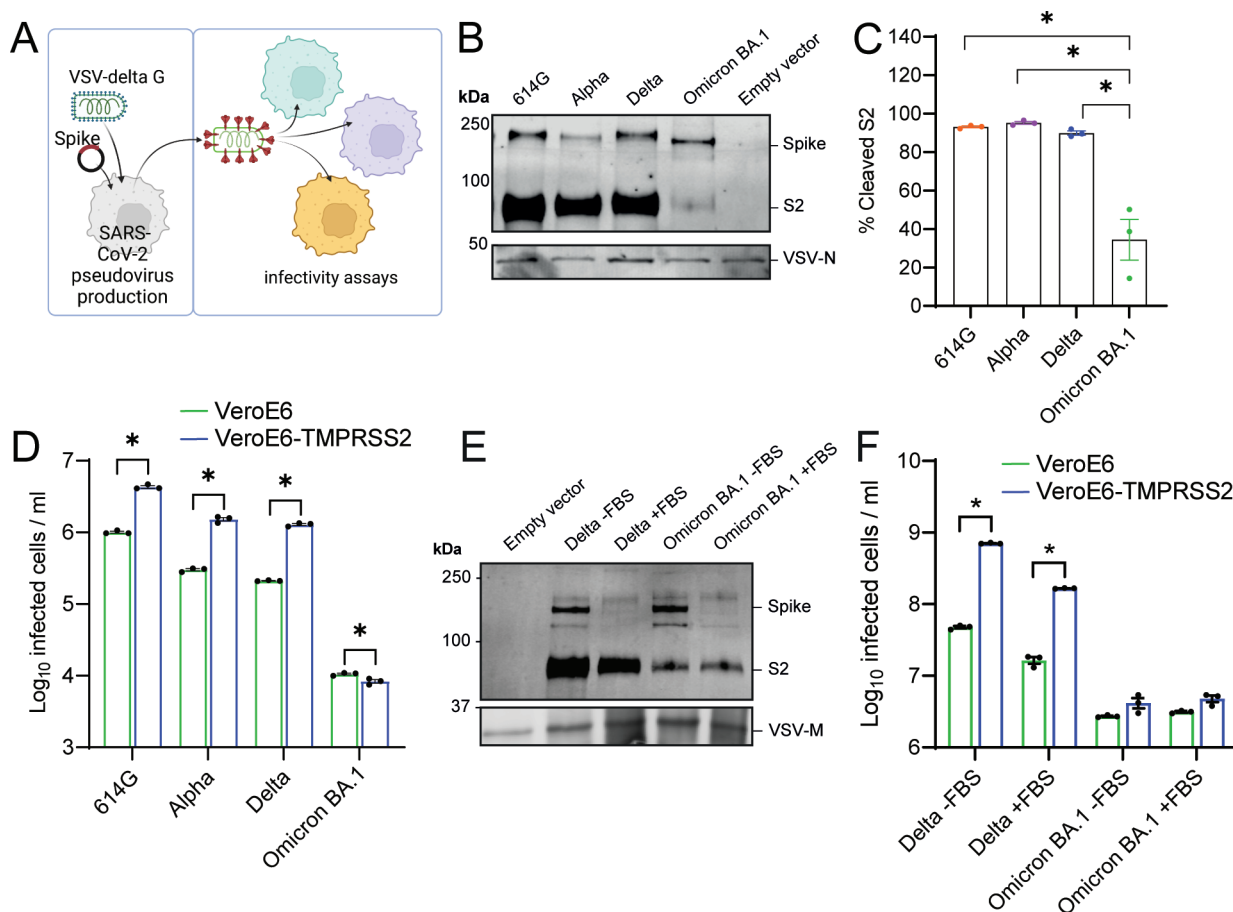 A
VSV-delta G
Spike
SARS-
CoV-2
pseudovirus
production
infectivity assays
B
kDa
614G
Alpha
Delta
Omicron BA.1
Empty vector
250
100
50
Spike
S2
VSV-N
C
% Cleaved S2
140
120
100
80
60
40
20
0
*
*
*
614G
Alpha
Delta
Omicron BA.1
D
VeroE6
VeroE6-TMPRSS2
Log10 infected cells / ml
7
6
5
4
3
*
*
*
*
614G
Alpha
Delta
Omicron BA.1
E
kDa
Empty vector
Delta -FBS
Delta +FBS
Omicron BA.1 -FBS
Omicron BA.1 +FBS
250
100
37
Spike
S2
VSV-M
F
VeroE6
VeroE6-TMPRSS2
Log10 infected cells / ml
10
9
8
7
6
*
*
Delta -FBS
Delta +FBS
Omicron BA.1 -FBS
Omicron BA.1 +FBS